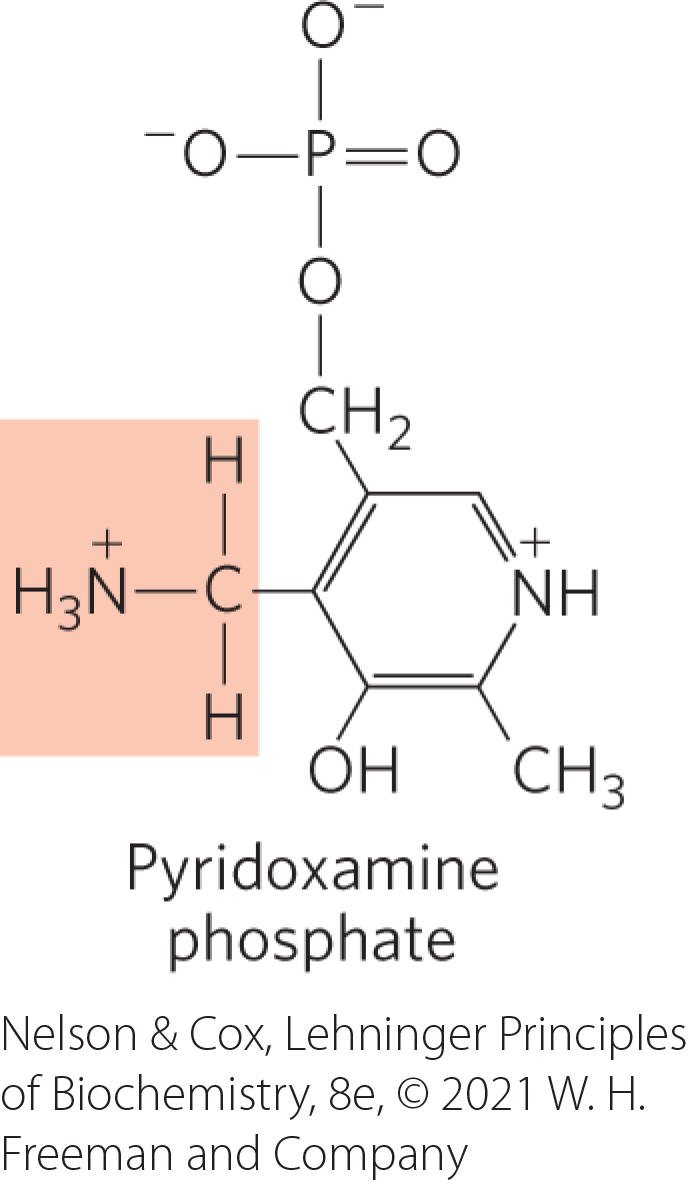 O⁻
⁻O—P=O
O
CH₂
H
+ +
H₃N—C NH
H
OH CH₃
Pyridoxamine
phosphate
Nelson & Cox, Lehninger Principles
of Biochemistry, 8e, © 2021 W. H.
Freeman and Company